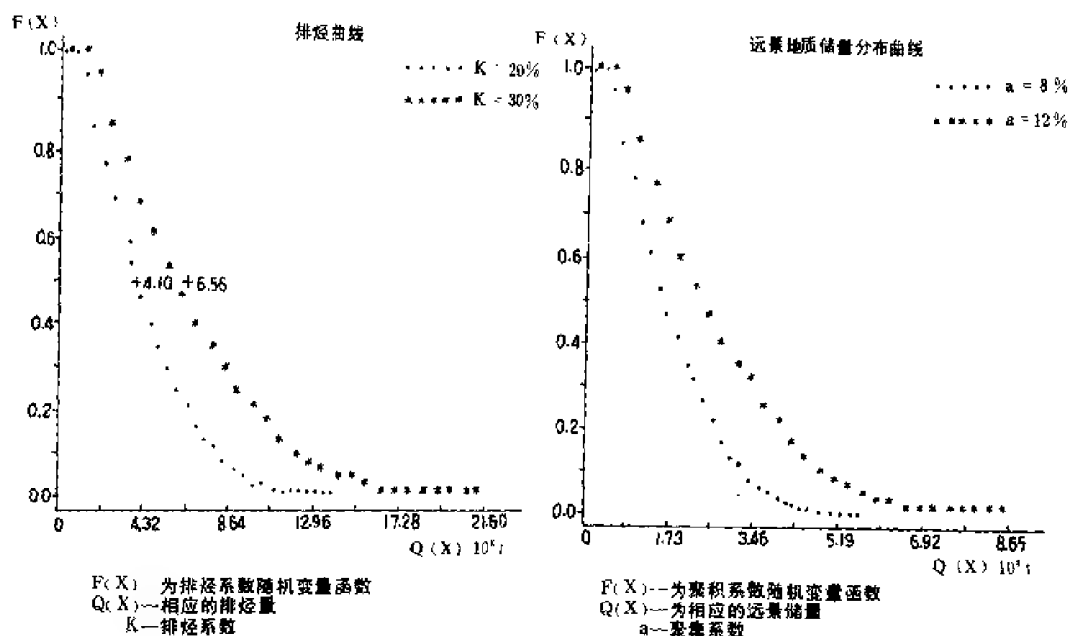 F(X)
排烃曲线
K=20%
K=30%
1.0
0.8
0.6
0.4
0.2
0.0
+4.10 +6.56
0 4.32 8.64 12.96 17.28 21.60
Q(X) 10⁸t
F(X) 为排烃系数随机变量函数
Q(X)—相应的排烃量
K—排烃系数
F(X)
远景地质储量分布曲线
a=8%
a=12%
1.0
0.8
0.6
0.4
0.2
0.0
0 1.73 3.46 5.19 6.92 8.65
Q(X) 10⁸t
F(X)—为聚积系数随机变量函数
Q(X)—为相应的远景储量
a—聚集系数